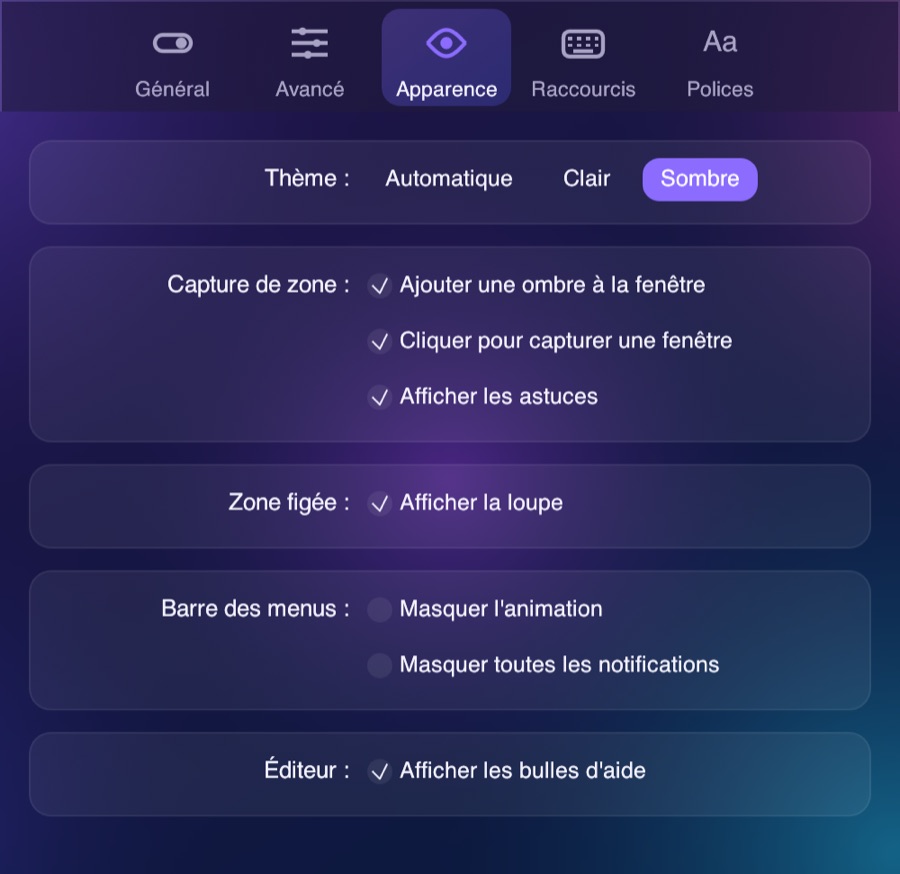 Général
Avancé
Apparence
Raccourcis
Aa
Polices
Thème : Automatique Clair Sombre
Capture de zone : Ajouter une ombre à la fenêtre
Cliquer pour capturer une fenêtre
Afficher les astuces
Zone figée : Afficher la loupe
Barre des menus : Masquer l'animation
Masquer toutes les notifications
Éditeur : Afficher les bulles d'aide